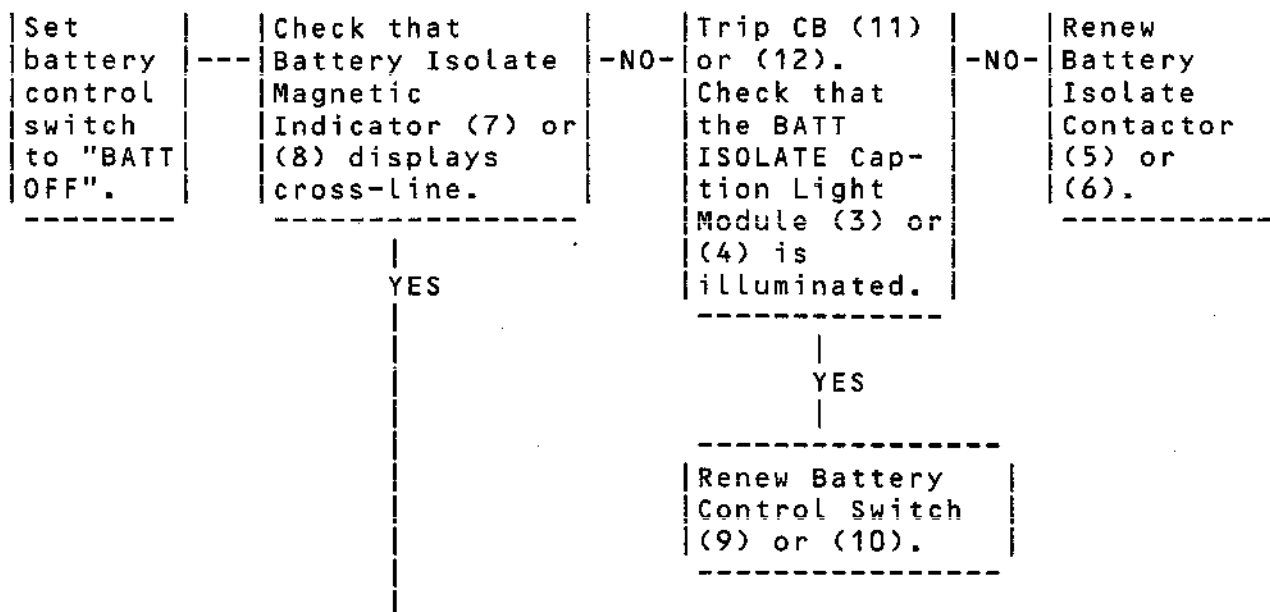 Set
battery
control
switch
to "BATT
OFF".
Check that
Battery Isolate
Magnetic
Indicator (7) or
(8) displays
cross-line.
NO
Trip CB (11)
or (12).
Check that
the BATT
ISOLATE Cap-
tion Light
Module (3) or
(4) is
illuminated.
NO
Renew
Battery
Isolate
Contactor
(5) or
(6).
YES
YES
Renew Battery
Control Switch
(9) or (10).